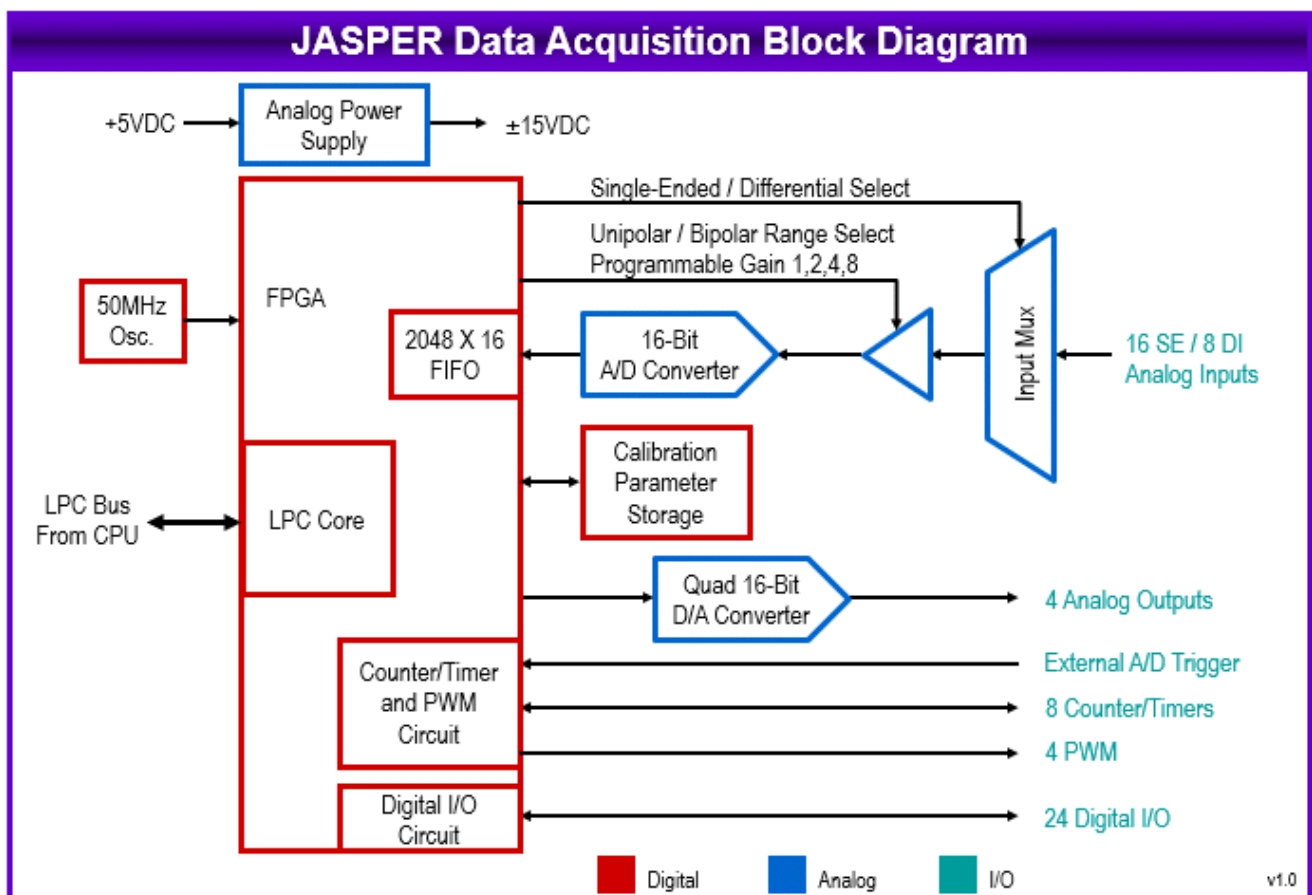 JASPER Data Acquisition Block Diagram
+5VDC
Analog Power
Supply
±15VDC
Single-Ended / Differential Select
Unipolar / Bipolar Range Select
Programmable Gain 1,2,4,8
50MHz
Osc.
FPGA
2048 X 16
FIFO
16-Bit
A/D Converter
Input Mux
16 SE / 8 DI
Analog Inputs
Calibration
Parameter
Storage
LPC Bus
From CPU
LPC Core
Quad 16-Bit
D/A Converter
4 Analog Outputs
Counter/Timer
and PWM
Circuit
External A/D Trigger
8 Counter/Timers
4 PWM
Digital I/O
Circuit
24 Digital I/O
Digital
Analog
I/O
v1.0